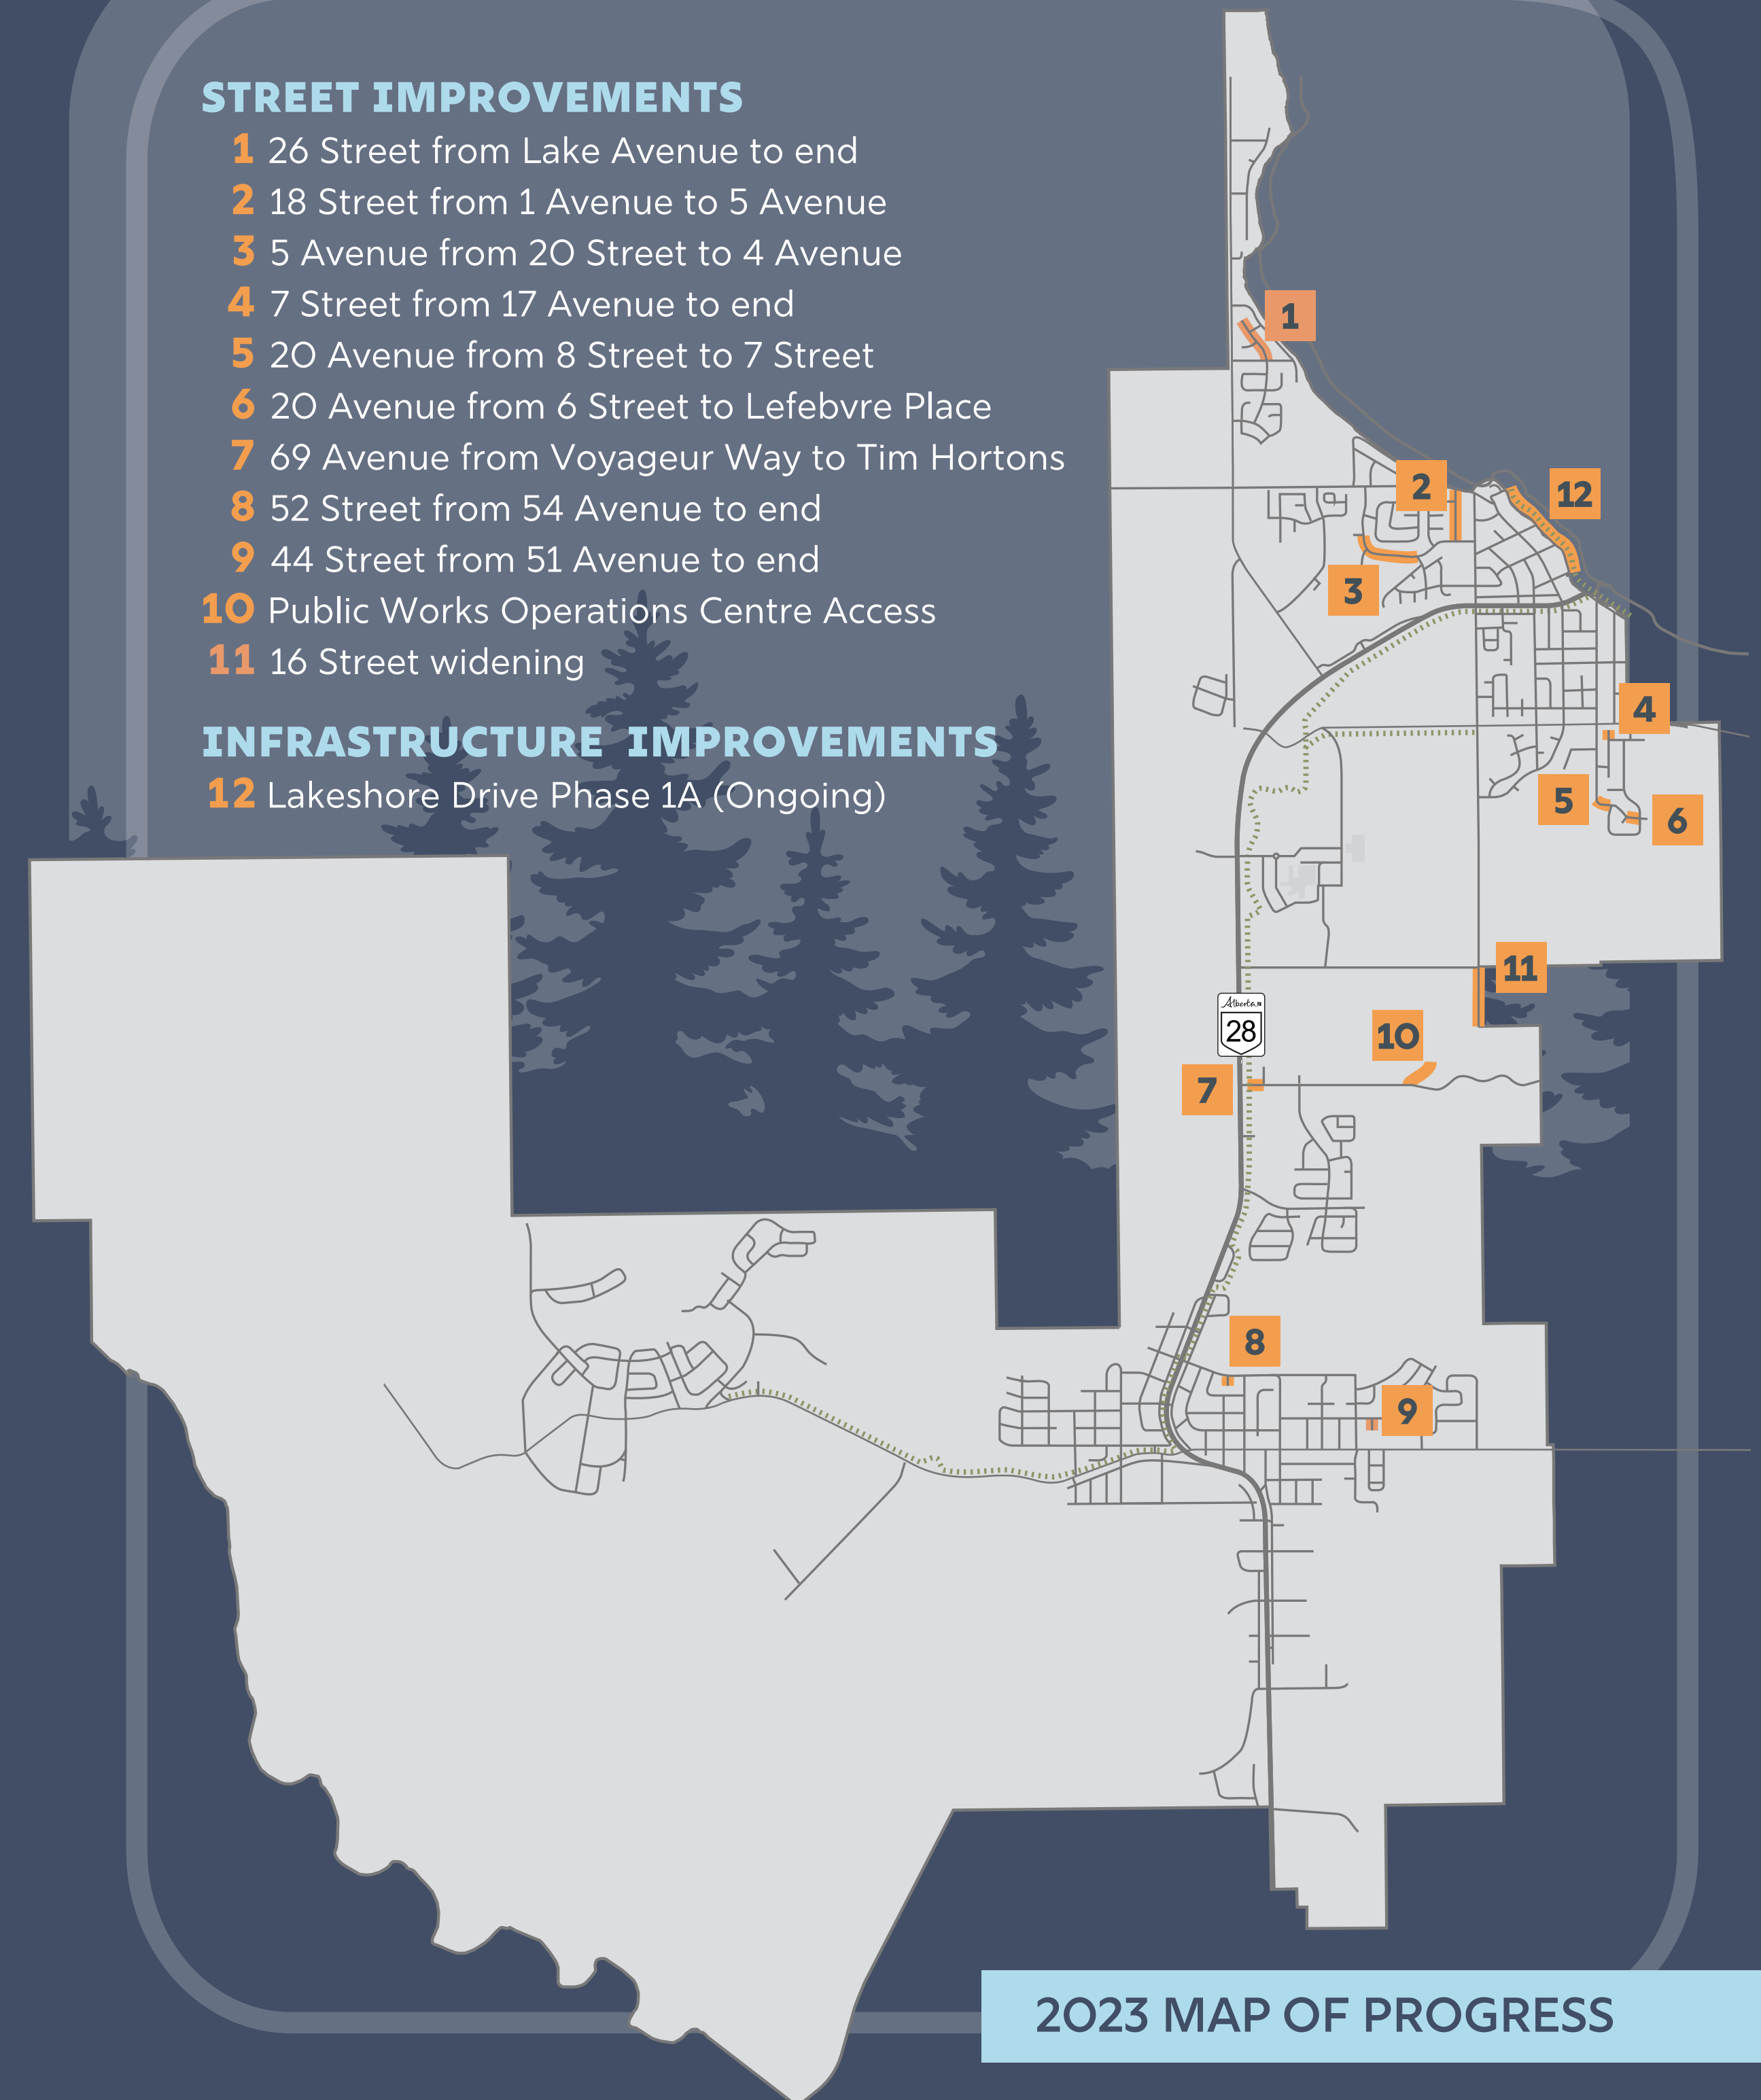 STREET IMPROVEMENTS
1 26 Street from Lake Avenue to end
2 18 Street from 1 Avenue to 5 Avenue
3 5 Avenue from 20 Street to 4 Avenue
4 7 Street from 17 Avenue to end
5 20 Avenue from 8 Street to 7 Street
6 20 Avenue from 6 Street to Lefebvre Place
7 69 Avenue from Voyageur Way to Tim Hortons
8 52 Street from 54 Avenue to end
9 44 Street from 51 Avenue to end
10 Public Works Operations Centre Access
11 16 Street widening
INFRASTRUCTURE IMPROVEMENTS
12 Lakeshore Drive Phase 1A (Ongoing)
1
2
12
3
4
5
6
11
Alberta
28
10
7
8
9
2023 MAP OF PROGRESS